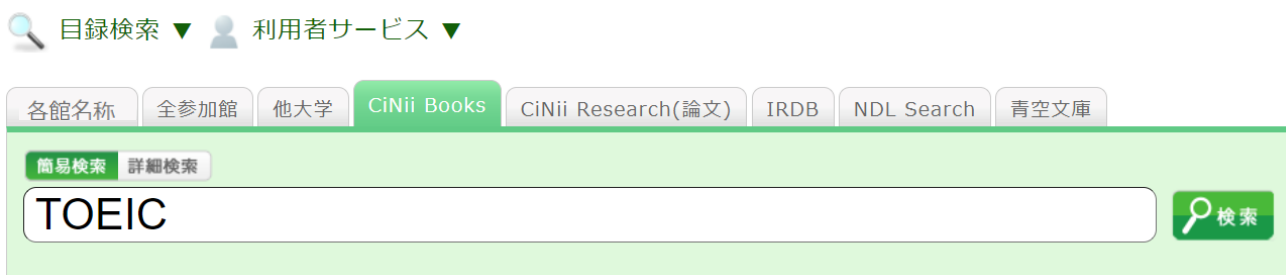 目録検索 ▼ 利用者サービス ▼
各館名称 全参加館 他大学 CiNii Books CiNii Research(論文) IRDB NDL Search 青空文庫
簡易検索 詳細検索
TOEIC 検索